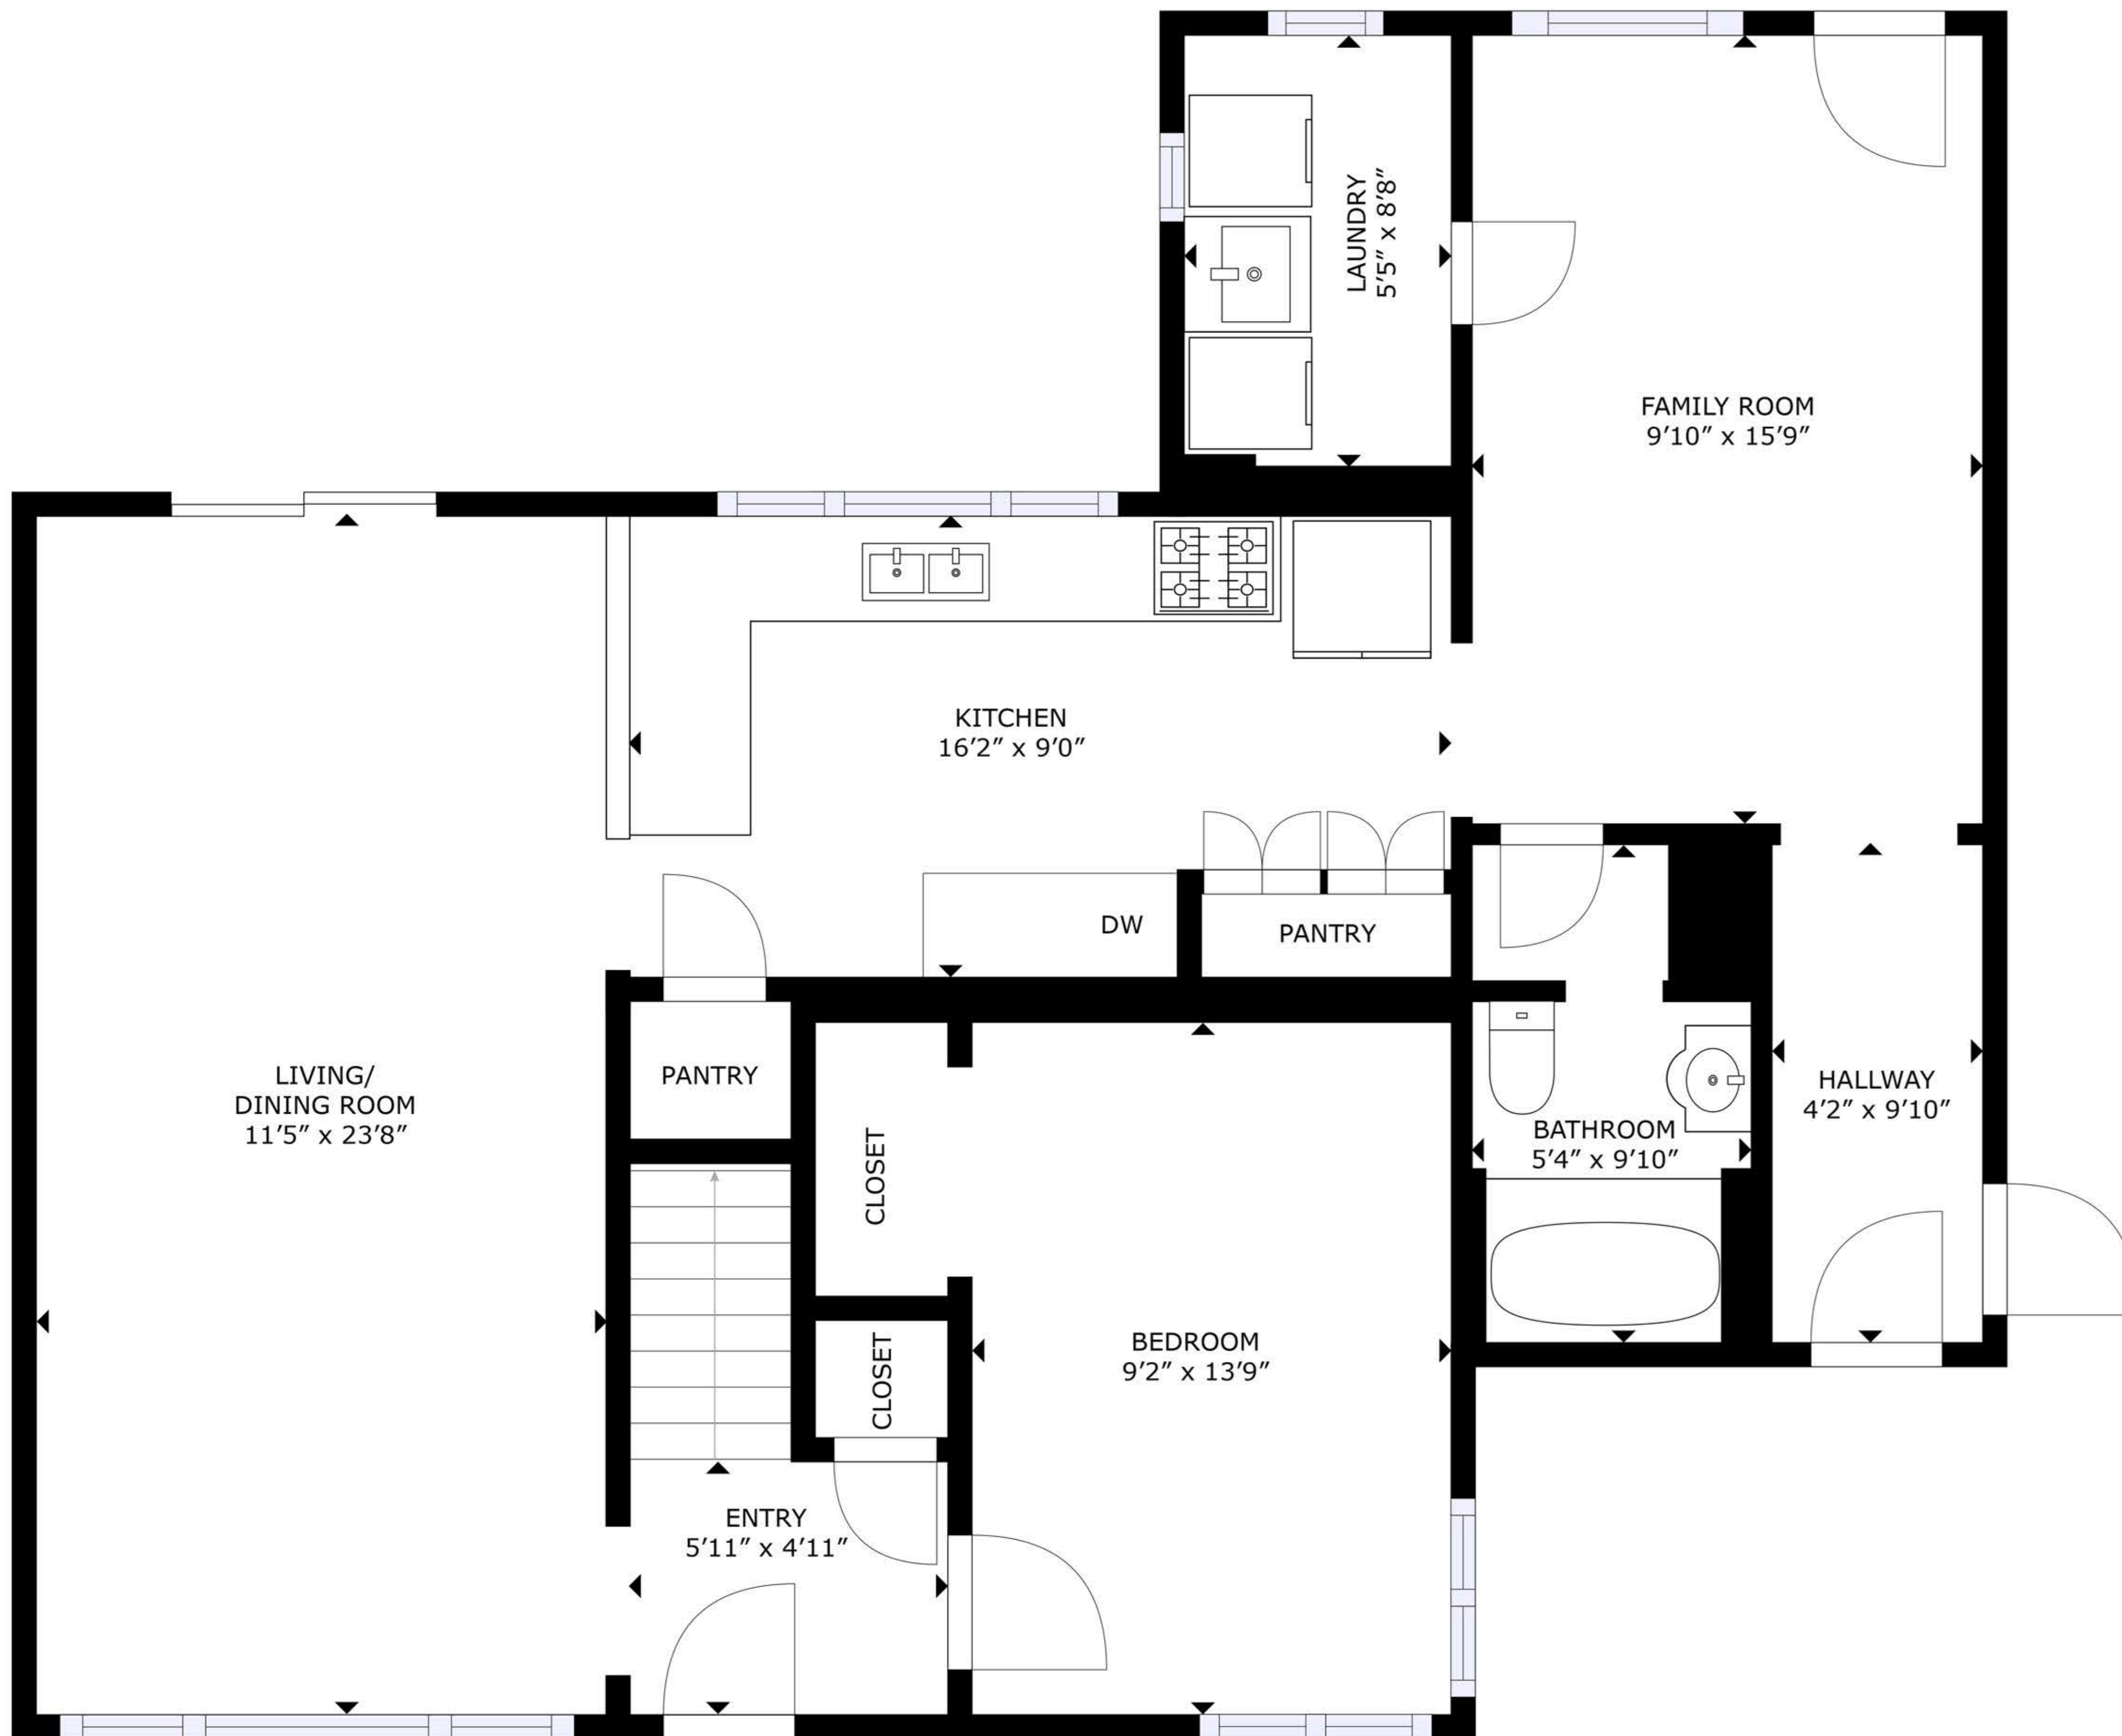 LAUNDRY
5′5″ x 8′8″
FAMILY ROOM
9′10″ x 15′9″
KITCHEN
16′2″ x 9′0″
DW
PANTRY
LIVING/
DINING ROOM
11′5″ x 23′8″
PANTRY
CLOSET
BATHROOM
5′4″ x 9′10″
HALLWAY
4′2″ x 9′10″
CLOSET
BEDROOM
9′2″ x 13′9″
ENTRY
5′11″ x 4′11″